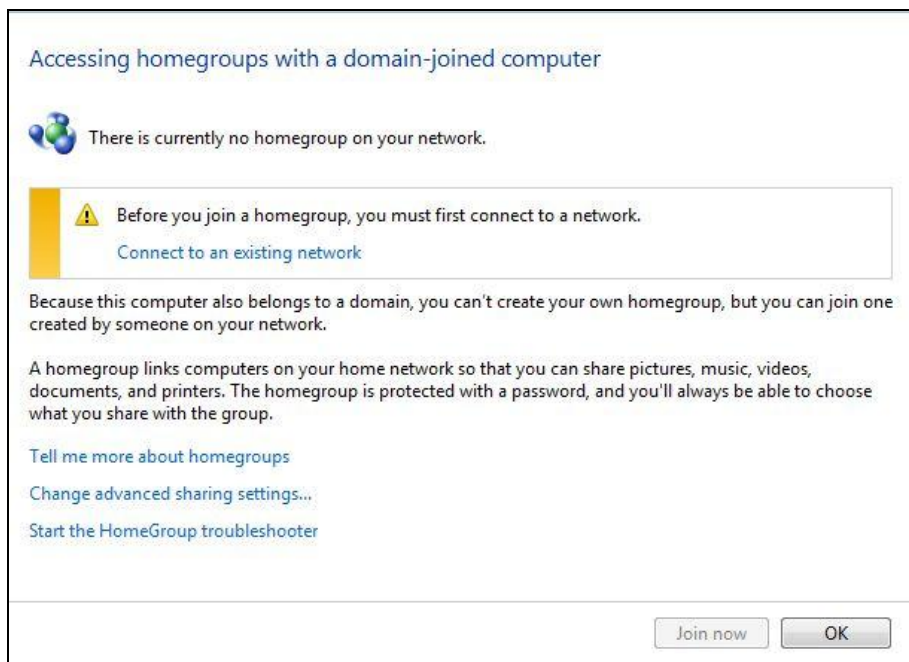 Accessing homegroups with a domain-joined computer
There is currently no homegroup on your network.
Before you join a homegroup, you must first connect to a network.
Connect to an existing network
Because this computer also belongs to a domain, you can't create your own homegroup, but you can join one
created by someone on your network.
A homegroup links computers on your home network so that you can share pictures, music, videos,
documents, and printers. The homegroup is protected with a password, and you'll always be able to choose
what you share with the group.
Tell me more about homegroups
Change advanced sharing settings...
Start the HomeGroup troubleshooter
Join now OK